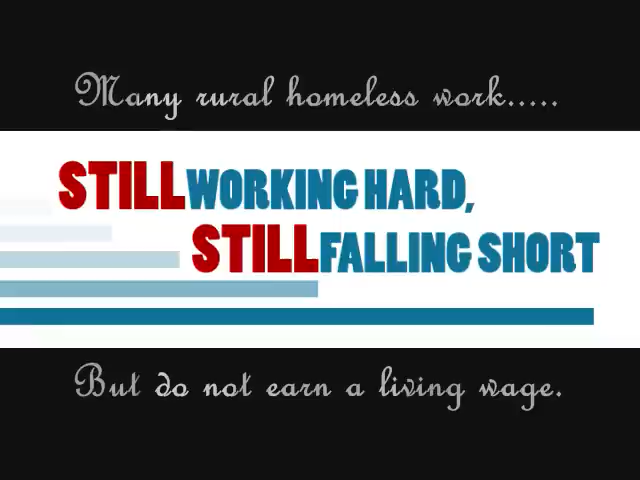 Many rural homeless work.....
STILL WORKING HARD,
STILL FALLING SHORT
But do not earn a living wage.